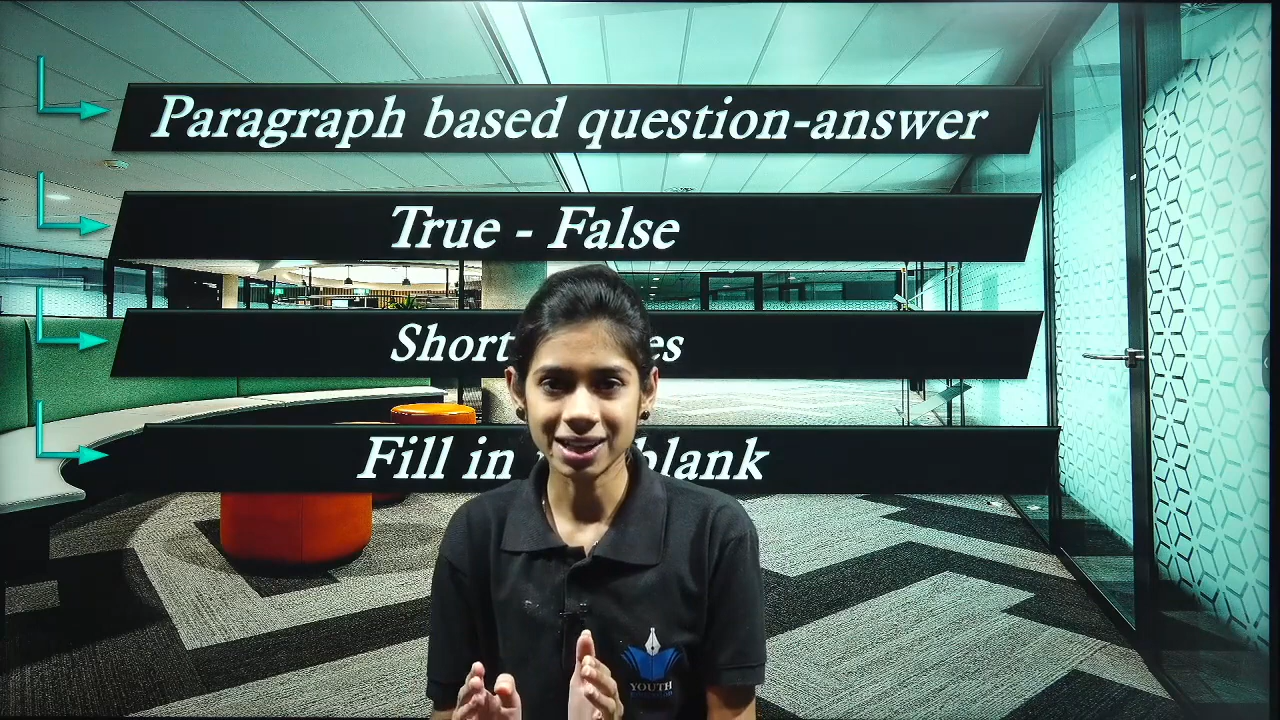 Paragraph based question-answer
True - False
Short
Fill in blank
YOUTH